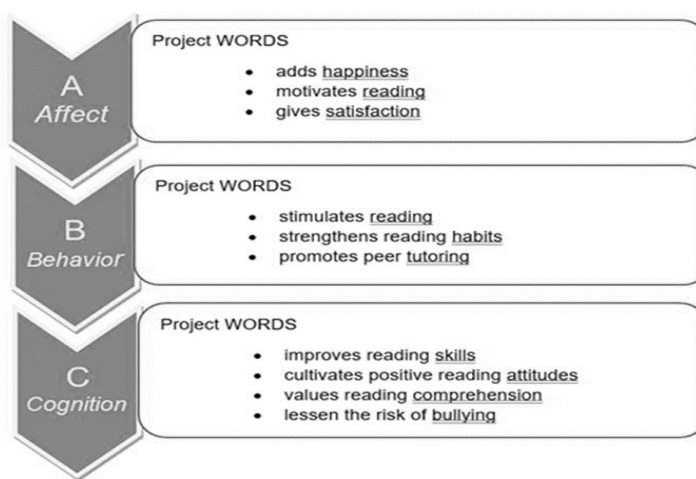 A
Affect
Project WORDS
• adds happiness
• motivates reading
• gives satisfaction
B
Behavior
Project WORDS
• stimulates reading
• strengthens reading habits
• promotes peer tutoring
C
Cognition
Project WORDS
• improves reading skills
• cultivates positive reading attitudes
• values reading comprehension
• lessen the risk of bullying